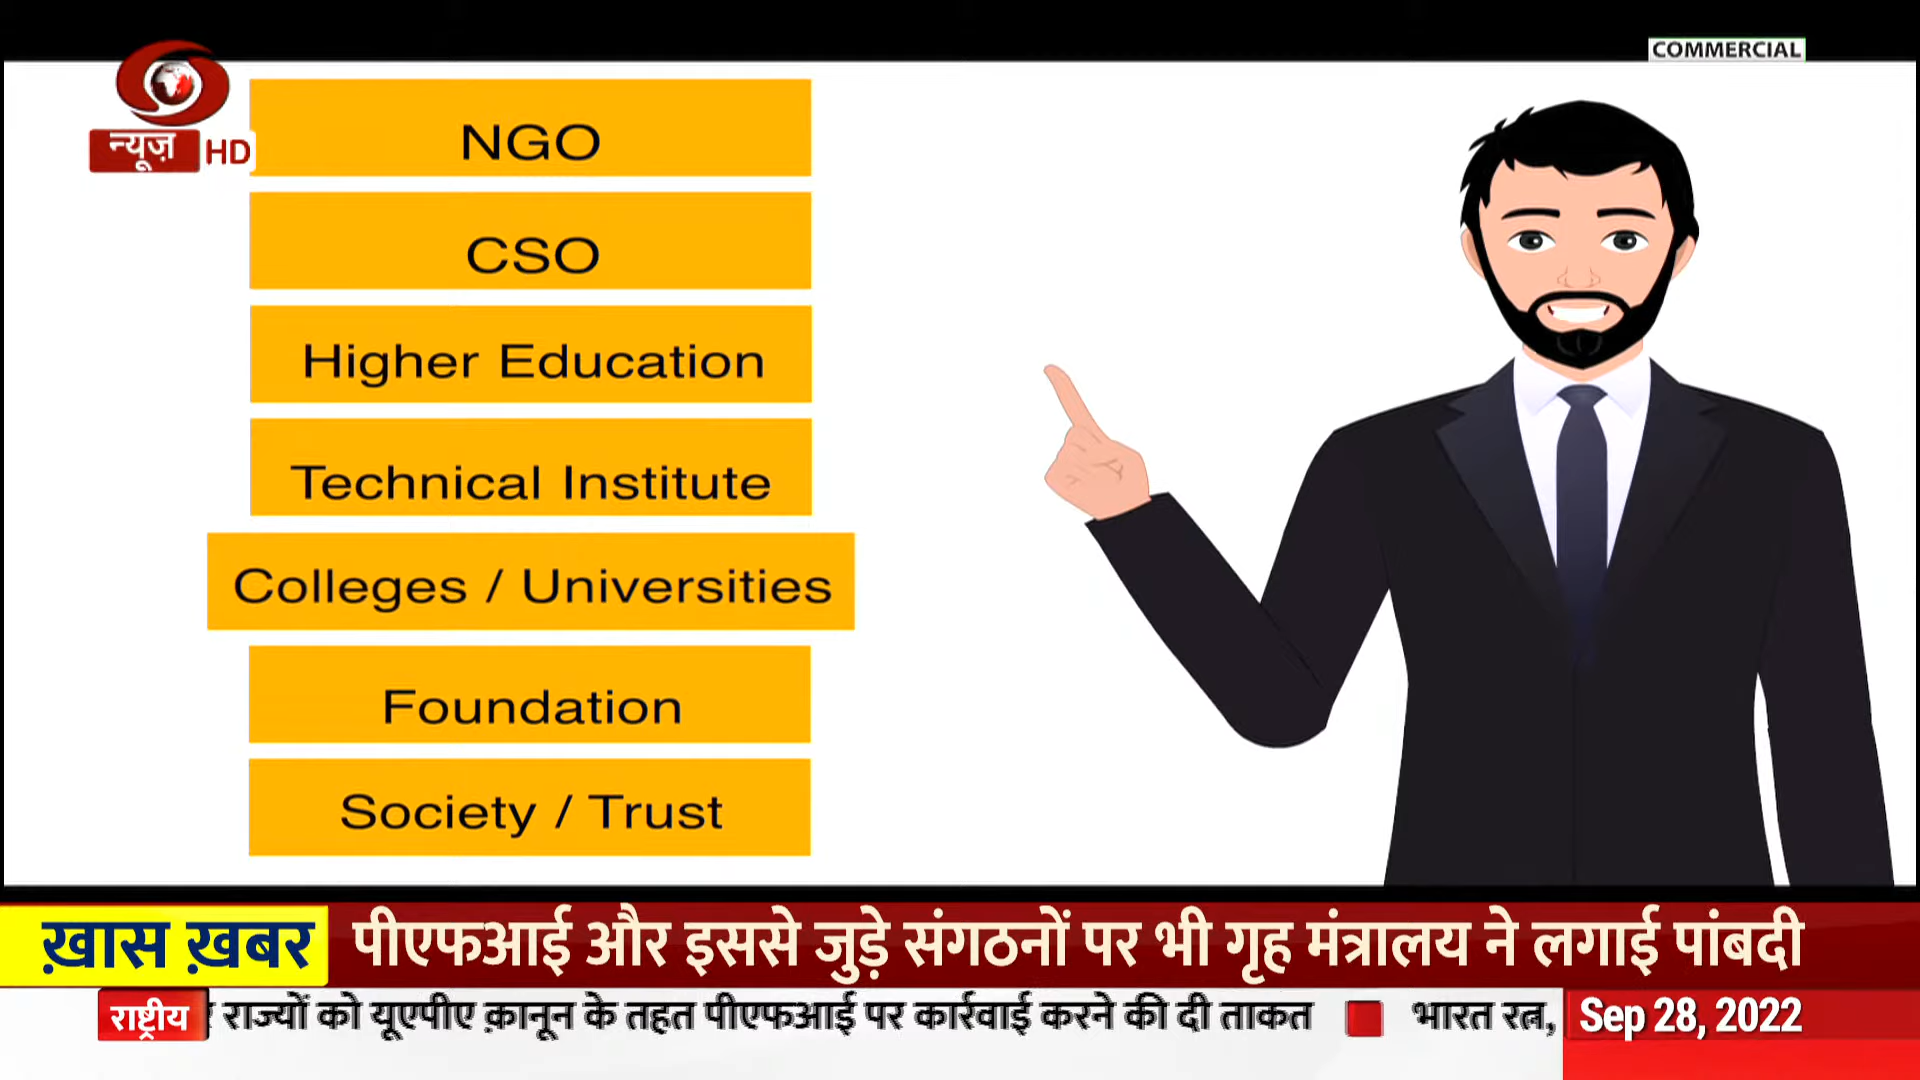 COMMERCIAL
न्यूज़ HD
NGO
CSO
Higher Education
Technical Institute
Colleges / Universities
Foundation
Society / Trust
ख़ास ख़बर पीएफआई और इससे जुड़े संगठनों पर भी गृह मंत्रालय ने लगाई पांबदी
राष्ट्रीय राज्यों को यूएपीए क़ानून के तहत पीएफआई पर कार्रवाई करने की दी ताकत भारत रत्न, Sep 28, 2022